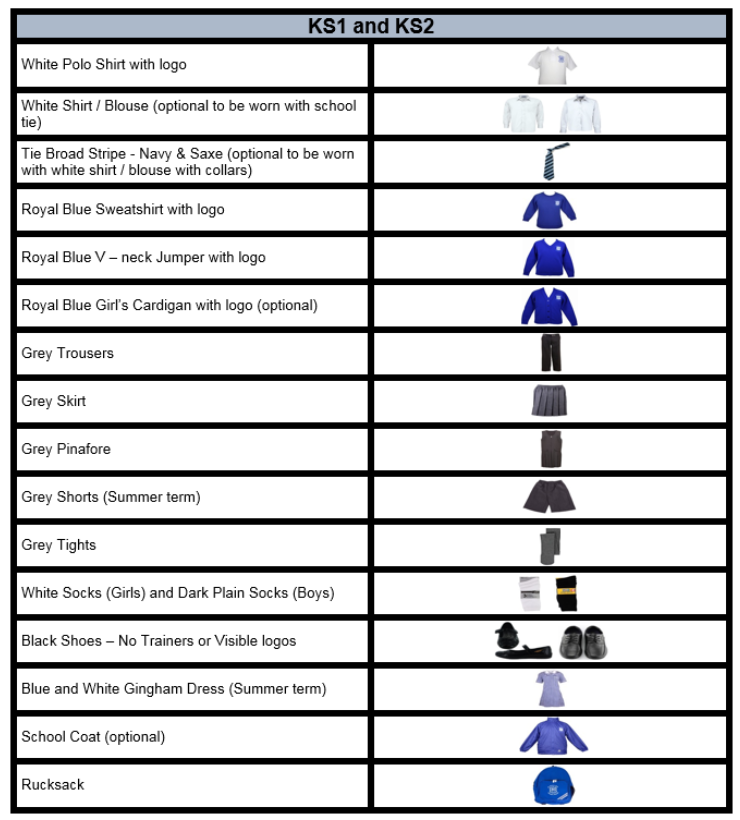 KS1 and KS2
White Polo Shirt with logo
White Shirt / Blouse (optional to be worn with school
tie)
Tie Broad Stripe - Navy & Saxe (optional to be worn
with white shirt / blouse with collars)
Royal Blue Sweatshirt with logo
Royal Blue V – neck Jumper with logo
Royal Blue Girl's Cardigan with logo (optional)
Grey Trousers
Grey Skirt
Grey Pinafore
Grey Shorts (Summer term)
Grey Tights
White Socks (Girls) and Dark Plain Socks (Boys)
Black Shoes – No Trainers or Visible logos
Blue and White Gingham Dress (Summer term)
School Coat (optional)
Rucksack